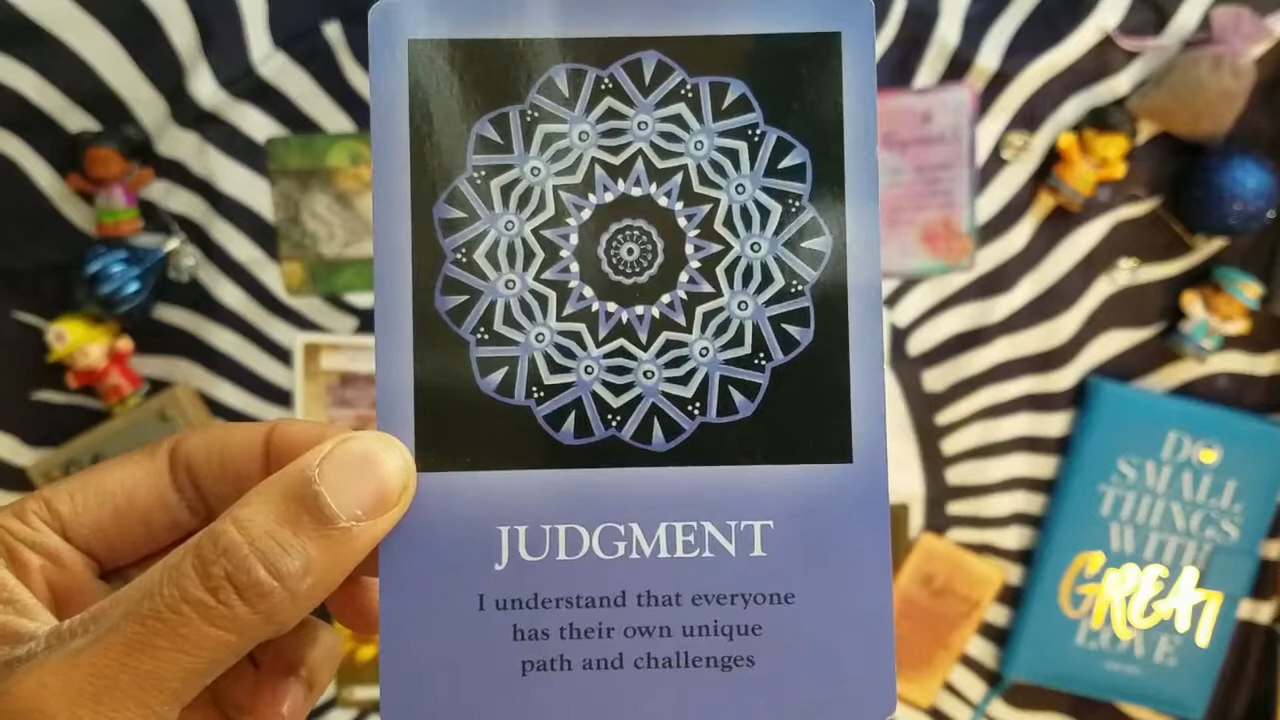 JUDGMENT
I understand that everyone
has their own unique
path and challenges
DO
SMALL
THINGS
WITH
GREAT
LOVE